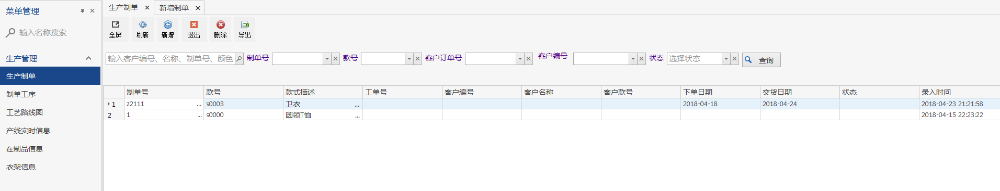 菜单管理
输入名称搜索
生产管理
生产制单
制单工序
工艺路线图
产线实时信息
在制品信息
衣架信息
生产制单 新增制单
全屏 刷新 新增 退出 删除 导出
输入客户编号、名称、制单号、颜色 制单号 款号 客户订单号 客户编号 状态 选择状态 查询
制单号 款号 款式描述 工单号 客户编号 客户名称 客户款号 下单日期 交货日期 状态 录入时间
1 z2111 ... s0003 卫衣 ... 2018-04-18 2018-04-24 2018-04-23 21:21:58
2 1 ... s0000 圆领T恤 ... 2018-04-15 22:23:22